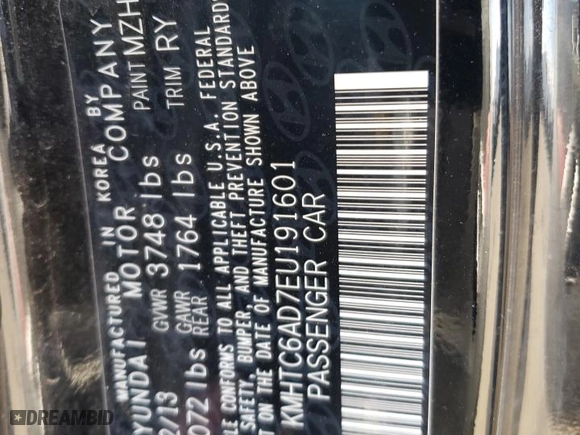 MANUFACTURED IN KOREA BY
MOTOR COMPANY
GVWR 3748 lbs PAINT MZH
GAWR
REAR 1764 lbs TRIM RY
CONFORMS TO ALL APPLICABLE U.S.A. FEDERAL
SAFETY, BUMPER, AND THEFT PREVENTION STANDARD
ON THE DATE OF MANUFACTURE SHOWN ABOVE
KMHTC6AD7EU191601
PASSENGER CAR
DREAMBID